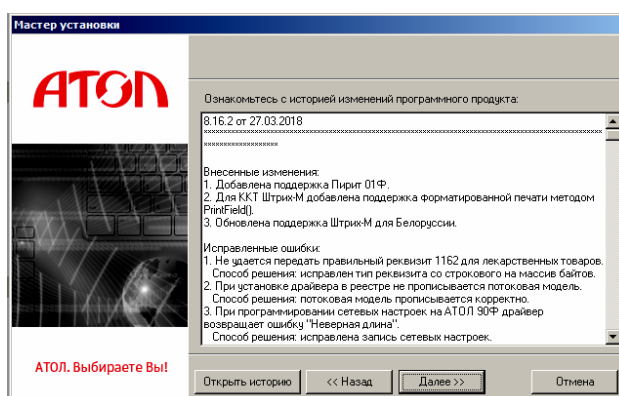 Мастер установки
АТОЛ
Ознакомьтесь с историей изменений программного продукта:
8.16.2 от 27.03.2018
************************************************************************************************
******************
Внесенные изменения:
1. Добавлена поддержка Пирит 01Ф.
2. Для ККТ Штрих-М добавлена поддержка форматированной печати методом
PrintField().
3. Обновлена поддержка Штрих-М для Белоруссии.
Исправленные ошибки:
1. Не удается передать правильный реквизит 1162 для лекарственных товаров.
Способ решения: исправлен тип реквизита со строкового на массив байтов.
2. При установке драйвера в реестре не прописывается потоковая модель.
Способ решения: потоковая модель прописывается корректно.
3. При программировании сетевых настроек на АТОЛ 90Ф драйвер
возвращает ошибку "Неверная длина".
Способ решения: исправлена запись сетевых настроек.
АТОЛ. Выбираете Вы!
Открыть историю
<< Назад
Далее >>
Отмена